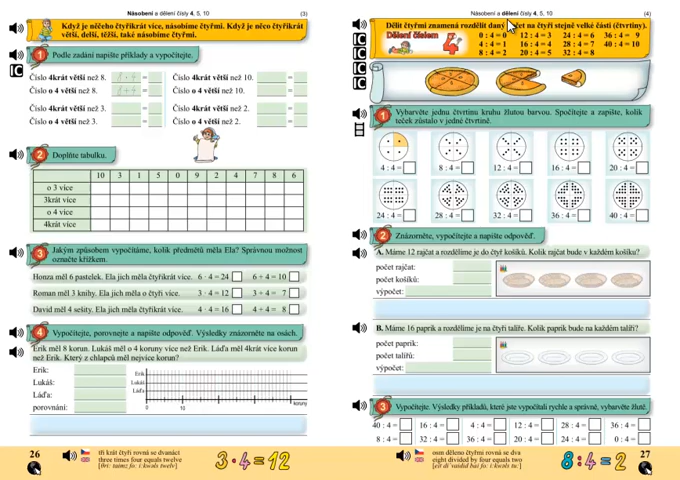 Násobení a dělení čísly 4, 5, 10
(3)
Když je něčeho čtyřikrát více, násobíme čtyřmi. Když je něco čtyřikrát
větší, delší, těžší, také násobíme čtyřmi.
1 Podle zadání napište příklady a vypočítejte.
Číslo 4krát větší než 8. =
Číslo 4krát větší než 10. =
Číslo o 4 větší než 8. =
Číslo o 4 větší než 10. =
Číslo 4krát větší než 3. =
Číslo 4krát větší než 2. =
Číslo o 4 větší než 3. =
Číslo o 4 větší než 2. =
2 Doplňte tabulku.
10 3 1 5 0 9 2 4 7 8 6
o 3 více
3krát více
o 4 více
4krát více
3 Jakým způsobem vypočítáme, kolik předmětů měla Ela? Správnou možnost
označte křížkem.
Honza měl 6 pastelek. Ela jich měla čtyřikrát více. 6 · 4 = 24 6 + 4 = 10
Roman měl 3 knihy. Ela jich měla o čtyři více. 3 · 4 = 12 3 + 4 = 7
David měl 4 sešity. Ela jich měla čtyřikrát více. 4 · 4 = 16 4 + 4 = 8
4 Vypočítejte, porovnejte a napište odpověď. Výsledky znázorněte na osách.
Erik měl 8 korun. Lukáš měl o 4 koruny více než Erik. Láďa měl 4krát více korun
než Erik. Který z chlapců měl nejvíce korun?
Erik:
Lukáš:
Láďa:
porovnání:
Erik
Lukáš
Láďa
0 10 koruny
26
tři krát čtyři rovná se dvanáct
three times four equals twelve
3 · 4 = 12
Násobení a dělení čísly 4, 5, 10
(4)
Dělit čtyřmi znamená rozdělit daný počet na čtyři stejně velké části (čtvrtiny).
Dělení číslem 4
0 : 4 = 0 12 : 4 = 3 24 : 4 = 6 36 : 4 = 9
4 : 4 = 1 16 : 4 = 4 28 : 4 = 7 40 : 4 = 10
8 : 4 = 2 20 : 4 = 5 32 : 4 = 8
1 Vybarvěte jednu čtvrtinu kruhu žlutou barvou. Spočítejte a zapište, kolik
teček zůstalo v jedné čtvrtině.
4 : 4 = 8 : 4 = 12 : 4 = 16 : 4 = 20 : 4 =
24 : 4 = 28 : 4 = 32 : 4 = 36 : 4 = 40 : 4 =
2 Znázorněte, vypočítejte a napište odpověď.
A. Máme 12 rajčat a rozdělíme je do čtyř košíků. Kolik rajčat bude v každém košíku?
počet rajčat:
počet košíků:
výpočet:
B. Máme 16 paprik a rozdělíme je na čtyři talíře. Kolik paprik bude na každém talíři?
počet paprik:
počet talířů:
výpočet:
3 Vypočítejte. Výsledky příkladů, které jste vypočítali rychle a správně, vybarvěte žlutě.
40 : 4 = 16 : 4 = 4 : 4 = 28 : 4 = 36 : 4 =
8 : 4 = 32 : 4 = 20 : 4 = 24 : 4 = 0 : 4 =
osm děleno čtyřmi rovná se dva
eight divided by four equals two
8 : 4 = 2
27